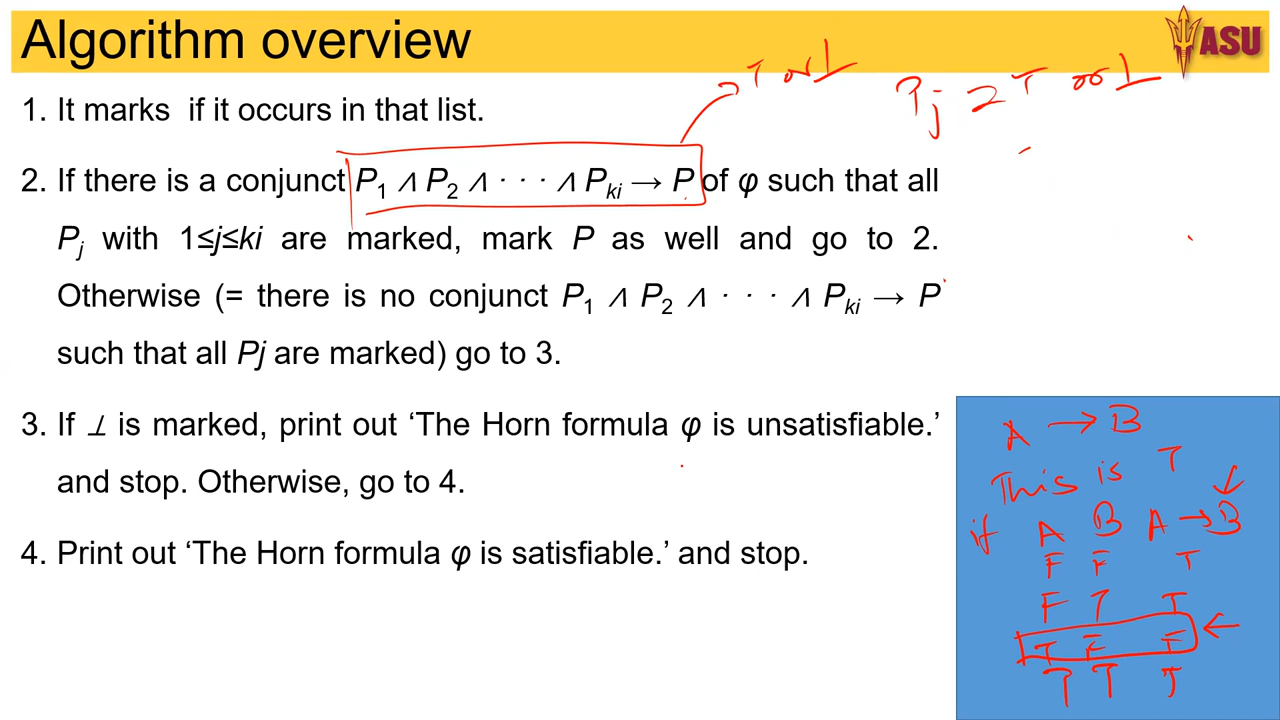 Algorithm overview
ASU
T or ⊥
Pj = T or ⊥
1. It marks  if it occurs in that list.
2. If there is a conjunct P₁ ∧ P₂ ∧ · · · ∧ Pₖᵢ → P of φ such that all
Pⱼ with 1≤j≤ki are marked, mark P as well and go to 2.
Otherwise (= there is no conjunct P₁ ∧ P₂ ∧ · · · ∧ Pₖᵢ → P
such that all Pj are marked) go to 3.
3. If ⊥ is marked, print out ‘The Horn formula φ is unsatisfiable.’
and stop. Otherwise, go to 4.
4. Print out ‘The Horn formula φ is satisfiable.’ and stop.
A → B
This is T
if A B A → B
F F T
F T T
T F F
T T T